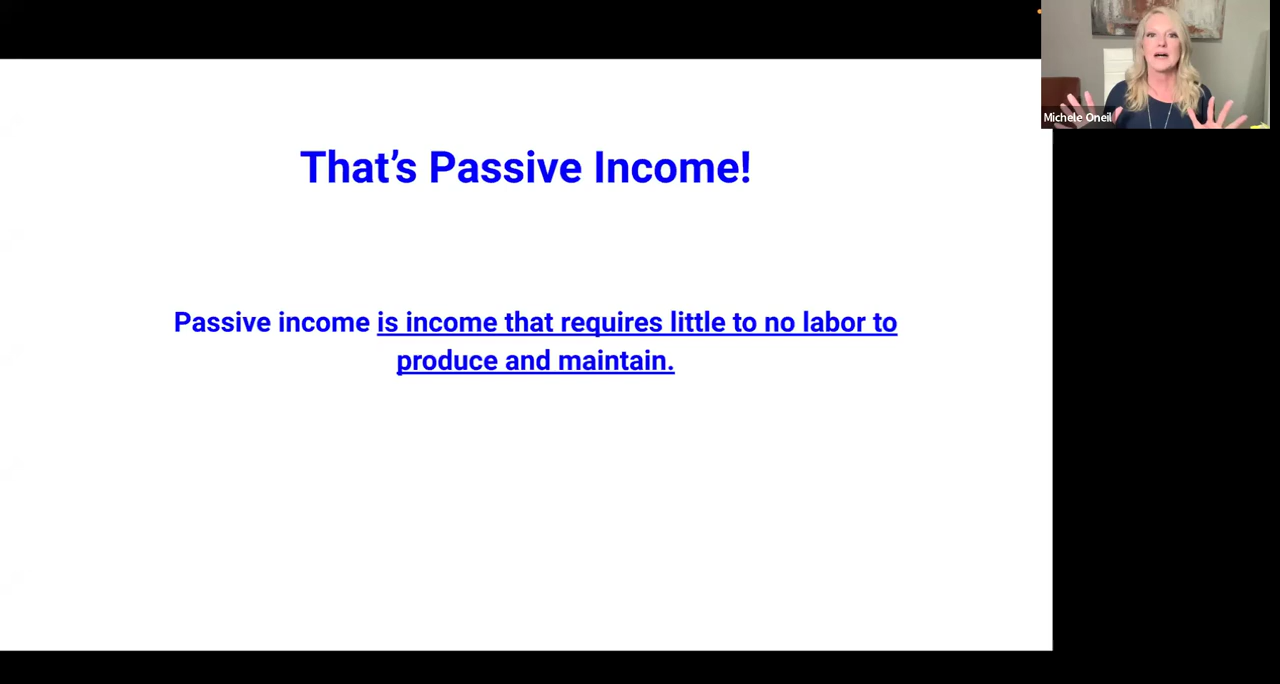 That’s Passive Income!
Passive income is income that requires little to no labor to
produce and maintain.
Michele Oneil